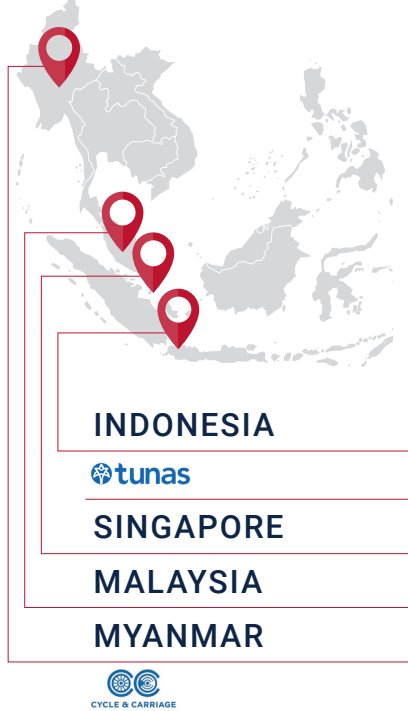 INDONESIA
tunas
SINGAPORE
MALAYSIA
MYANMAR
CYCLE & CARRIAGE